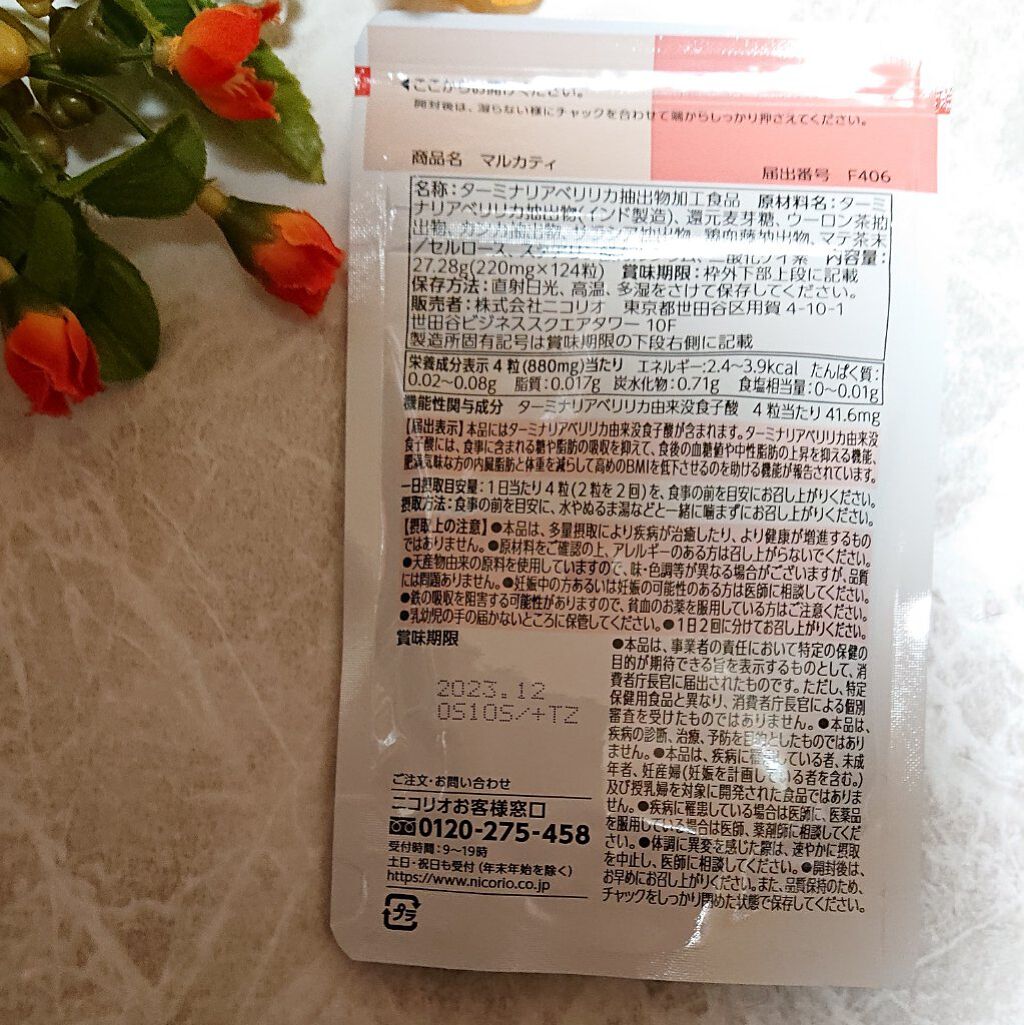 ◀ここからお開けください。
開封後は、湿らない様にチャックを合わせて端からしっかり押さえてください。
商品名 マルカティ
届出番号 F406
名称：ターミナリアベリリカ抽出物加工食品 原材料名：ターミ
ナリアベリリカ抽出物(インド製造)、還元麦芽糖、ウーロン茶抽
出物、カンカ抽出物、サラシア抽出物、鶏血藤抽出物、マテ茶末
／セルロース、 二酸化ケイ素 内容量：
27.28g(220mg×124粒) 賞味期限：枠外下部上段に記載
保存方法：直射日光、高温、多湿をさけて保存してください。
販売者：株式会社ニコリオ 東京都世田谷区用賀 4-10-1
世田谷ビジネススクエアタワー 10F
製造所固有記号は賞味期限の下段右側に記載
栄養成分表示 4 粒(880mg)当たり エネルギー:2.4～3.9kcal たんぱく質：
0.02～0.08g 脂質：0.017g 炭水化物：0.71g 食塩相当量：0～0.01g
機能性関与成分 ターミナリアベリリカ由来没食子酸 4 粒当たり 41.6mg
【届出表示】本品にはターミナリアベリリカ由来没食子酸が含まれます。ターミナリアベリリカ由来没
食子酸には、食事に含まれる糖や脂肪の吸収を抑えて、食後の血糖値や中性脂肪の上昇を抑える機能、
肥満気味な方の内臓脂肪と体重を減らして高めのBMIを低下させるのを助ける機能が報告されています。
一日摂取目安量：1 日当たり 4 粒(2 粒を 2 回)を、食事の前を目安にお召し上がりください。
摂取方法：食事の前を目安に、水やぬるま湯などと一緒に噛まずにお召し上がりください。
【摂取上の注意】●本品は、多量摂取により疾病が治癒したり、より健康が増進するもの
ではありません。●原材料をご確認の上、アレルギーのある方は召し上がらないでください。
●天産物由来の原料を使用していますので、味・色調等が異なる場合がございますが、品質
には問題ありません。●妊娠中の方あるいは妊娠の可能性のある方は医師に相談してください。
●鉄の吸収を阻害する可能性がありますので、貧血のお薬を服用している方はご注意ください。
●乳幼児の手の届かないところに保管してください。●1日2回に分けてお召し上がりください。
賞味期限
2023.12
OS1OS/+TZ
●本品は、事業者の責任において特定の保健の
目的が期待できる旨を表示するものとして、消
費者庁長官に届出されたものです。ただし、特定
保健用食品と異なり、消費者庁長官による個別
審査を受けたものではありません。●本品は、
疾病の診断、治療、予防を目的としたものではあり
ません。●本品は、疾病に罹患している者、未成
年者、妊産婦(妊娠を計画している者を含む。)
及び授乳婦を対象に開発された食品ではありま
せん。●疾病に罹患している場合は医師に、医薬品
を服用している場合は医師、薬剤師に相談してくだ
さい。●体調に異変を感じた際は、速やかに摂取
を中止し、医師に相談してください。●開封後は、
お早めにお召し上がりください。また、品質保持のため、
チャックをしっかり閉めた状態で保存してください。
ご注文・お問い合わせ
ニコリオお客様窓口
0120-275-458
受付時間：9～19時
土日・祝日も受付 (年末年始を除く)
https://www.nicorio.co.jp
プラ